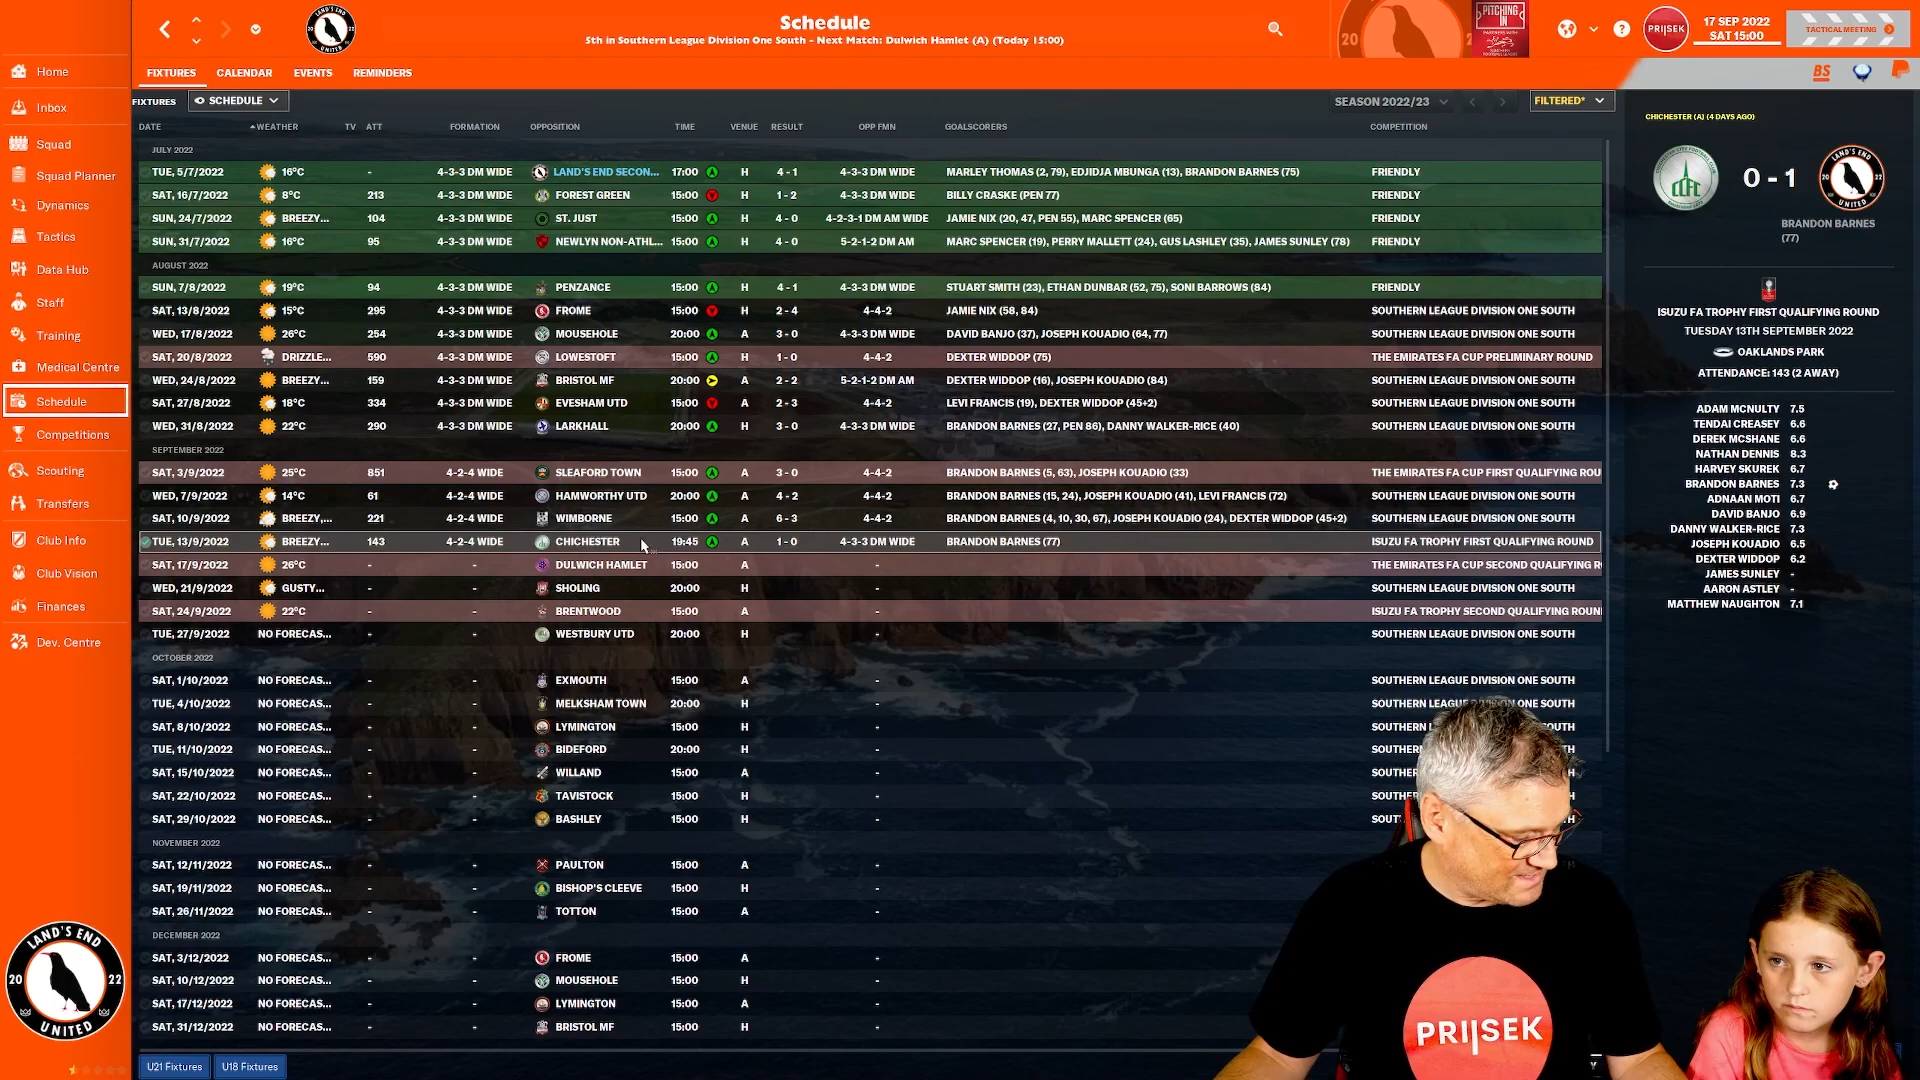 Schedule
5th in Southern League Division One South - Next Match: Dulwich Hamlet (A) (Today 15:00)
PITCHING IN
PRIJSEK
17 SEP 2022
SAT 15:00
TACTICAL MEETING
Home
Inbox
Squad
Squad Planner
Dynamics
Tactics
Data Hub
Staff
Training
Medical Centre
Schedule
Competitions
Scouting
Transfers
Club Info
Club Vision
Finances
Dev. Centre
LAND'S END
20 22
UNITED
FIXTURES CALENDAR EVENTS REMINDERS
BS
FIXTURES SCHEDULE SEASON 2022/23 FILTERED*
DATE WEATHER TV ATT FORMATION OPPOSITION TIME VENUE RESULT OPP FMN GOALSCORERS COMPETITION
JULY 2022
TUE, 5/7/2022 16°C - 4-3-3 DM WIDE LAND'S END SECON... 17:00 H 4 - 1 4-3-3 DM WIDE MARLEY THOMAS (2, 79), EDJIDJA MBUNGA (13), BRANDON BARNES (75) FRIENDLY
SAT, 16/7/2022 8°C 213 4-3-3 DM WIDE FOREST GREEN 15:00 H 1 - 2 4-3-3 DM WIDE BILLY CRASKE (PEN 77) FRIENDLY
SUN, 24/7/2022 BREEZY... 104 4-3-3 DM WIDE ST. JUST 15:00 H 4 - 0 4-2-3-1 DM AM WIDE JAMIE NIX (20, 47, PEN 55), MARC SPENCER (65) FRIENDLY
SUN, 31/7/2022 16°C 95 4-3-3 DM WIDE NEWLYN NON-ATHL... 15:00 H 4 - 0 5-2-1-2 DM AM MARC SPENCER (19), PERRY MALLETT (24), GUS LASHLEY (35), JAMES SUNLEY (78) FRIENDLY
AUGUST 2022
SUN, 7/8/2022 19°C 94 4-3-3 DM WIDE PENZANCE 15:00 H 4 - 1 4-3-3 DM WIDE STUART SMITH (23), ETHAN DUNBAR (52, 75), SONI BARROWS (84) FRIENDLY
SAT, 13/8/2022 15°C 295 4-3-3 DM WIDE FROME 15:00 H 2 - 4 4-4-2 JAMIE NIX (58, 84) SOUTHERN LEAGUE DIVISION ONE SOUTH
WED, 17/8/2022 26°C 254 4-3-3 DM WIDE MOUSEHOLE 20:00 A 3 - 0 4-3-3 DM WIDE DAVID BANJO (37), JOSEPH KOUADIO (64, 77) SOUTHERN LEAGUE DIVISION ONE SOUTH
SAT, 20/8/2022 DRIZZLE... 590 4-3-3 DM WIDE LOWESTOFT 15:00 H 1 - 0 4-4-2 DEXTER WIDDOP (75) THE EMIRATES FA CUP PRELIMINARY ROUND
WED, 24/8/2022 BREEZY... 159 4-3-3 DM WIDE BRISTOL MF 20:00 A 2 - 2 5-2-1-2 DM AM DEXTER WIDDOP (16), JOSEPH KOUADIO (84) SOUTHERN LEAGUE DIVISION ONE SOUTH
SAT, 27/8/2022 18°C 334 4-3-3 DM WIDE EVESHAM UTD 15:00 A 2 - 3 4-4-2 LEVI FRANCIS (19), DEXTER WIDDOP (45+2) SOUTHERN LEAGUE DIVISION ONE SOUTH
WED, 31/8/2022 22°C 290 4-3-3 DM WIDE LARKHALL 20:00 A 3 - 0 4-3-3 DM WIDE BRANDON BARNES (27, PEN 86), DANNY WALKER-RICE (40) SOUTHERN LEAGUE DIVISION ONE SOUTH
SEPTEMBER 2022
SAT, 3/9/2022 25°C 851 4-2-4 WIDE SLEAFORD TOWN 15:00 A 3 - 0 4-4-2 BRANDON BARNES (5, 63), JOSEPH KOUADIO (33) THE EMIRATES FA CUP FIRST QUALIFYING ROU
WED, 7/9/2022 14°C 61 4-2-4 WIDE HAMWORTHY UTD 20:00 A 4 - 2 4-4-2 BRANDON BARNES (15, 24), JOSEPH KOUADIO (41), LEVI FRANCIS (72) SOUTHERN LEAGUE DIVISION ONE SOUTH
SAT, 10/9/2022 BREEZY,... 221 4-2-4 WIDE WIMBORNE 15:00 A 6 - 3 4-4-2 BRANDON BARNES (4, 10, 30, 67), JOSEPH KOUADIO (24), DEXTER WIDDOP (45+2) SOUTHERN LEAGUE DIVISION ONE SOUTH
TUE, 13/9/2022 BREEZY... 143 4-2-4 WIDE CHICHESTER 19:45 A 1 - 0 4-3-3 DM WIDE BRANDON BARNES (77) ISUZU FA TROPHY FIRST QUALIFYING ROUND
SAT, 17/9/2022 26°C - - DULWICH HAMLET 15:00 A - THE EMIRATES FA CUP SECOND QUALIFYING R
WED, 21/9/2022 GUSTY... - - SHOLING 20:00 H - SOUTHERN LEAGUE DIVISION ONE SOUTH
SAT, 24/9/2022 22°C - - BRENTWOOD 15:00 A - ISUZU FA TROPHY SECOND QUALIFYING ROUN
TUE, 27/9/2022 NO FORECAS... - - WESTBURY UTD 20:00 H - SOUTHERN LEAGUE DIVISION ONE SOUTH
OCTOBER 2022
SAT, 1/10/2022 NO FORECAS... - - EXMOUTH 15:00 A - SOUTHERN LEAGUE DIVISION ONE SOUTH
TUE, 4/10/2022 NO FORECAS... - - MELKSHAM TOWN 20:00 H - SOUTHERN LEAGUE ONE SOUTH
SAT, 8/10/2022 NO FORECAS... - - LYMINGTON 15:00 H - SOUTHERN
TUE, 11/10/2022 NO FORECAS... - - BIDEFORD 20:00 H -
SAT, 15/10/2022 NO FORECAS... - - WILLAND 15:00 A -
SAT, 22/10/2022 NO FORECAS... - - TAVISTOCK 15:00 H -
SAT, 29/10/2022 NO FORECAS... - - BASHLEY 15:00 H -
NOVEMBER 2022
SAT, 12/11/2022 NO FORECAS... - - PAULTON 15:00 A -
SAT, 19/11/2022 NO FORECAS... - - BISHOP'S CLEEVE 15:00 H -
SAT, 26/11/2022 NO FORECAS... - - TOTTON 15:00 A -
DECEMBER 2022
SAT, 3/12/2022 NO FORECAS... - - FROME 15:00 A -
SAT, 10/12/2022 NO FORECAS... - - MOUSEHOLE 15:00 H -
SAT, 17/12/2022 NO FORECAS... - - LYMINGTON 15:00 A -
SAT, 31/12/2022 NO FORECAS... - - BRISTOL MF 15:00 H -
U21 Fixtures U18 Fixtures
CHICHESTER (A) (4 DAYS AGO)
0 - 1
BRANDON BARNES
(77)
ISUZU FA TROPHY FIRST QUALIFYING ROUND
TUESDAY 13TH SEPTEMBER 2022
OAKLANDS PARK
ATTENDANCE: 143 (2 AWAY)
ADAM MCNULTY 7.5
TENDAI CREASEY 6.6
DEREK MCSHANE 6.6
NATHAN DENNIS 8.3
HARVEY SKUREK 6.7
BRANDON BARNES 7.3
ADNAAN MOTI 6.7
DAVID BANJO 6.9
DANNY WALKER-RICE 7.3
JOSEPH KOUADIO 6.5
DEXTER WIDDOP 6.2
JAMES SUNLEY -
AARON ASTLEY -
MATTHEW NAUGHTON 7.1
PRIJSEK